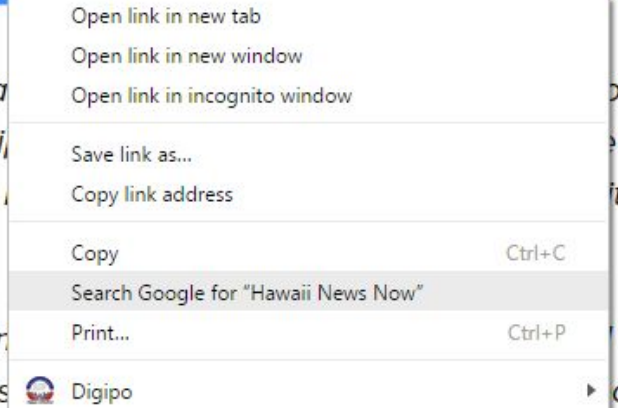 Open link in new tab
Open link in new window
Open link in incognito window
Save link as...
Copy link address
Copy Ctrl+C
Search Google for “Hawaii News Now”
Print... Ctrl+P
Digipo